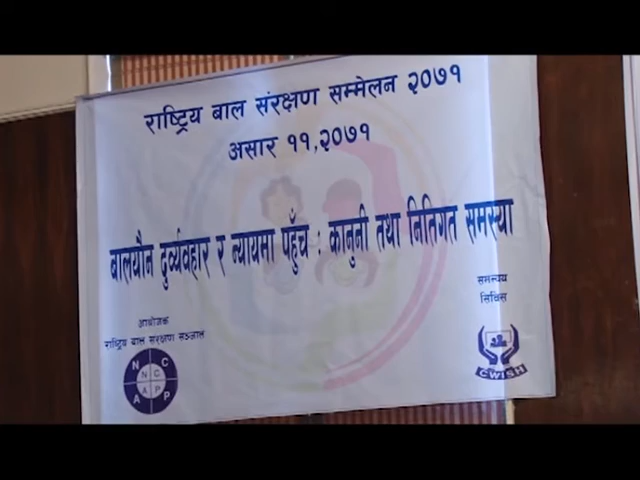 राष्ट्रिय बाल संरक्षण सम्मेलन २०७१
असार ११,२०७१
बालयौन दुर्व्यवहार र न्यायमा पहुँच : कानुनी तथा नितिगत समस्या
आयोजक
राष्ट्रिय बाल संरक्षण सञ्जाल
N C
N C
A P
A P
समन्वय
सिविस
CWISH